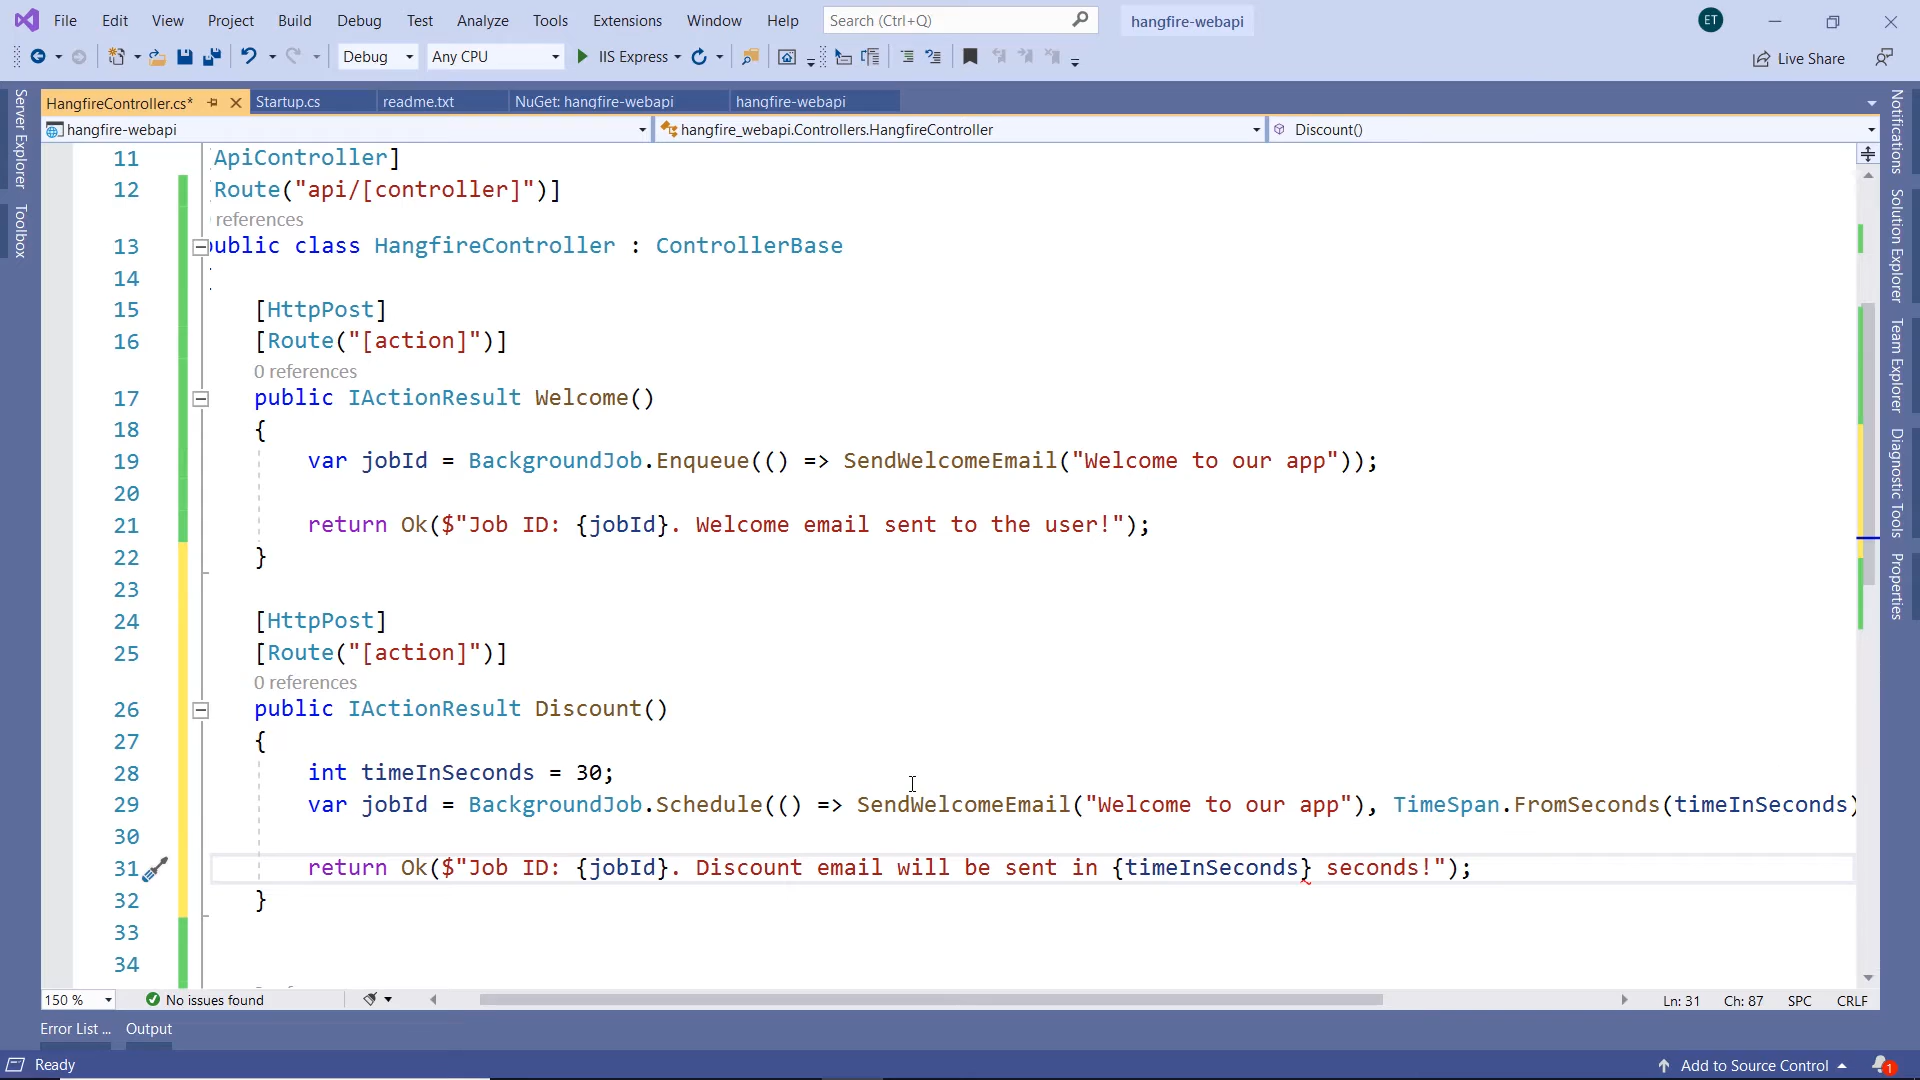 File Edit View Project Build Debug Test Analyze Tools Extensions Window Help Search (Ctrl+Q) hangfire-webapi ET
Debug Any CPU IIS Express Live Share
HangfireController.cs* Startup.cs readme.txt NuGet: hangfire-webapi hangfire-webapi
hangfire-webapi hangfire_webapi.Controllers.HangfireController Discount()
Server Explorer
Toolbox
11 ApiController]
12 Route("api/[controller]")]
references
13 public class HangfireController : ControllerBase
14
15 [HttpPost]
16 [Route("[action]")]
0 references
17 public IActionResult Welcome()
18 {
19 var jobId = BackgroundJob.Enqueue(() => SendWelcomeEmail("Welcome to our app"));
20
21 return Ok($"Job ID: {jobId}. Welcome email sent to the user!");
22 }
23
24 [HttpPost]
25 [Route("[action]")]
0 references
26 public IActionResult Discount()
27 {
28 int timeInSeconds = 30;
29 var jobId = BackgroundJob.Schedule(() => SendWelcomeEmail("Welcome to our app"), TimeSpan.FromSeconds(timeInSeconds)
30
31 return Ok($"Job ID: {jobId}. Discount email will be sent in {timeInSeconds} seconds!");
32 }
33
34
Notifications
Solution Explorer
Team Explorer
Diagnostic Tools
Properties
150 % No issues found Ln: 31 Ch: 87 SPC CRLF
Error List ... Output
Ready Add to Source Control 1